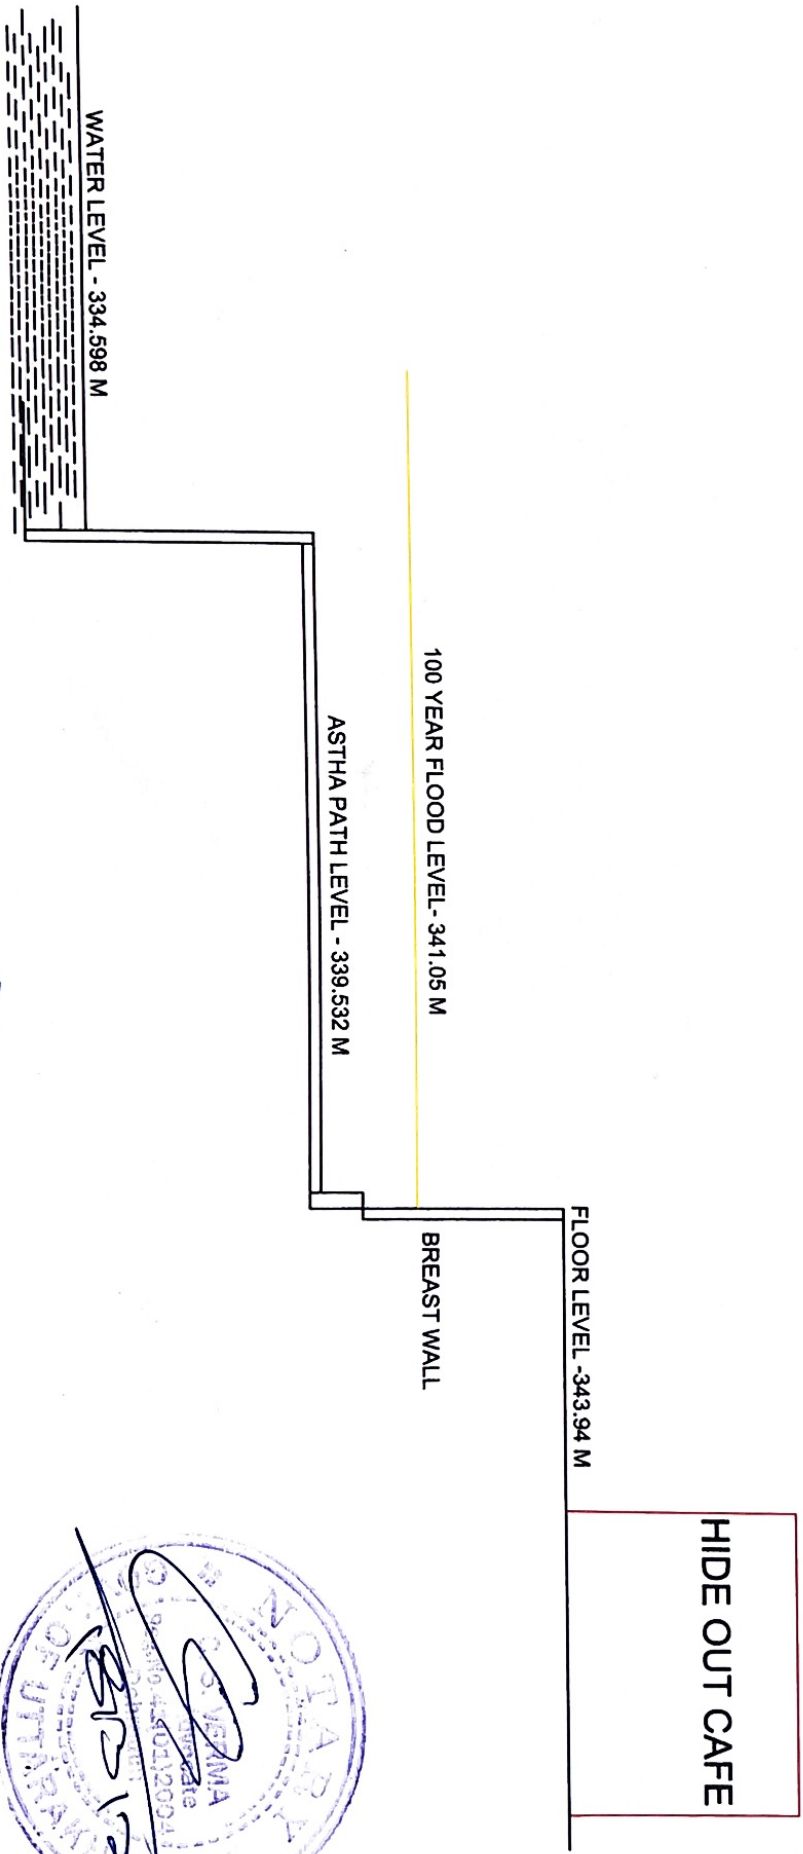 HIDE OUT CAFE
FLOOR LEVEL -343.94 M
100 YEAR FLOOD LEVEL- 341.05 M
BREAST WALL
ASTHA PATH LEVEL - 339.532 M
WATER LEVEL - 334.598 M
NOTARY
S. VERMA
OF UTTARAK